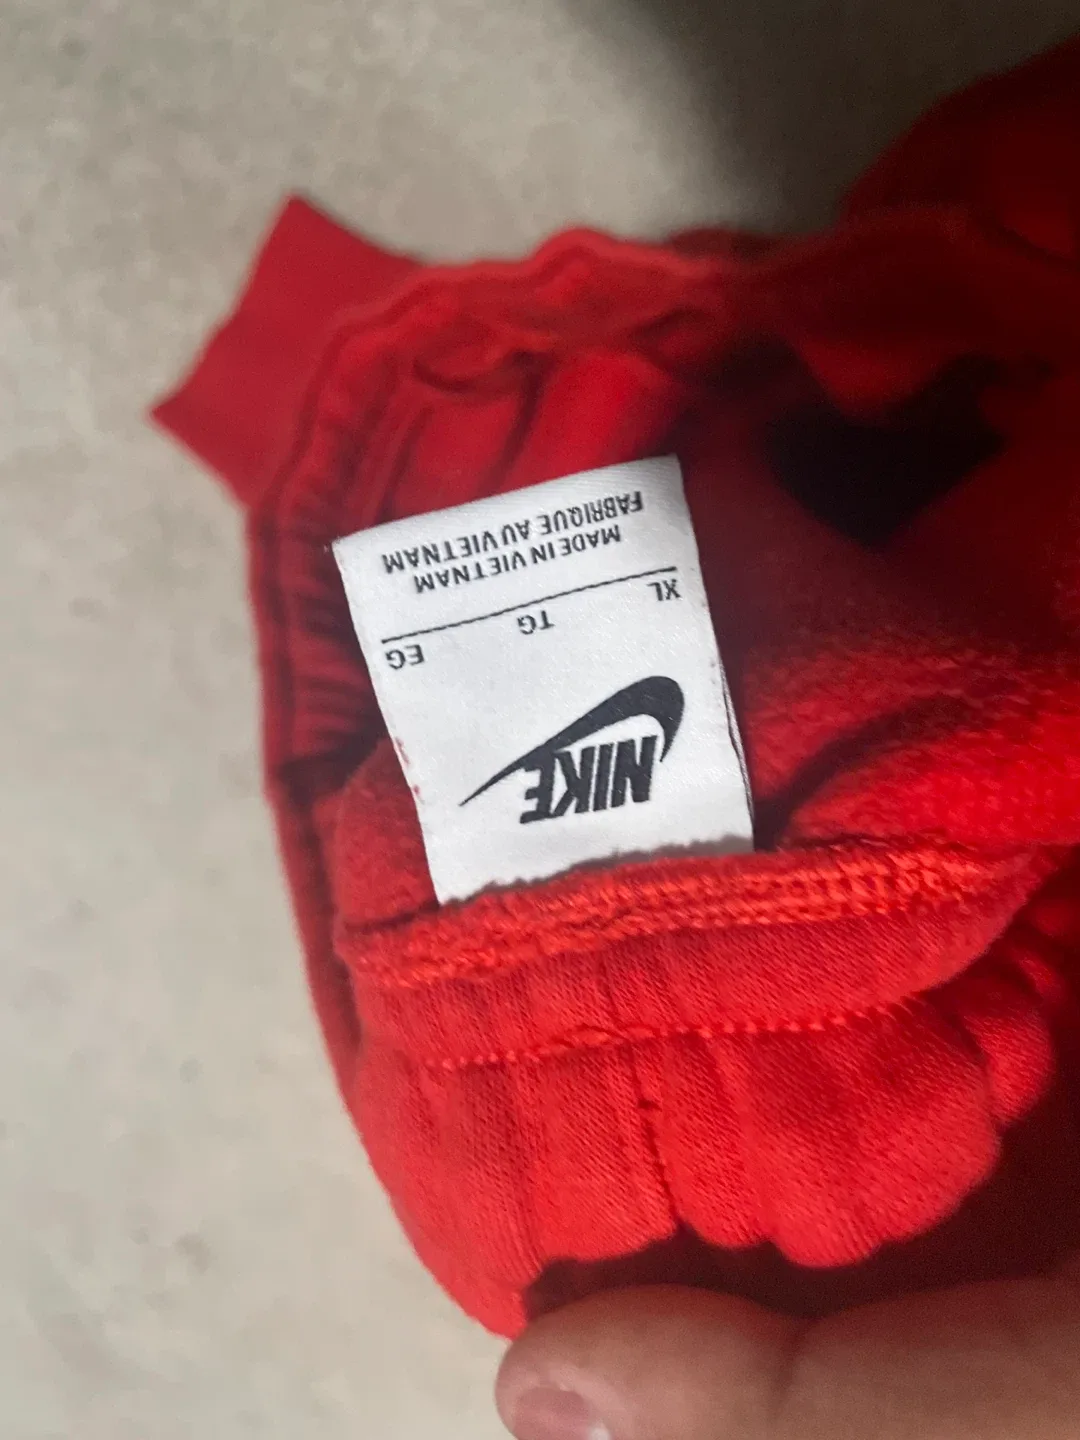 NIKE
XL TG EG
MADE IN VIETNAM
FABRIQUE AU VIETNAM